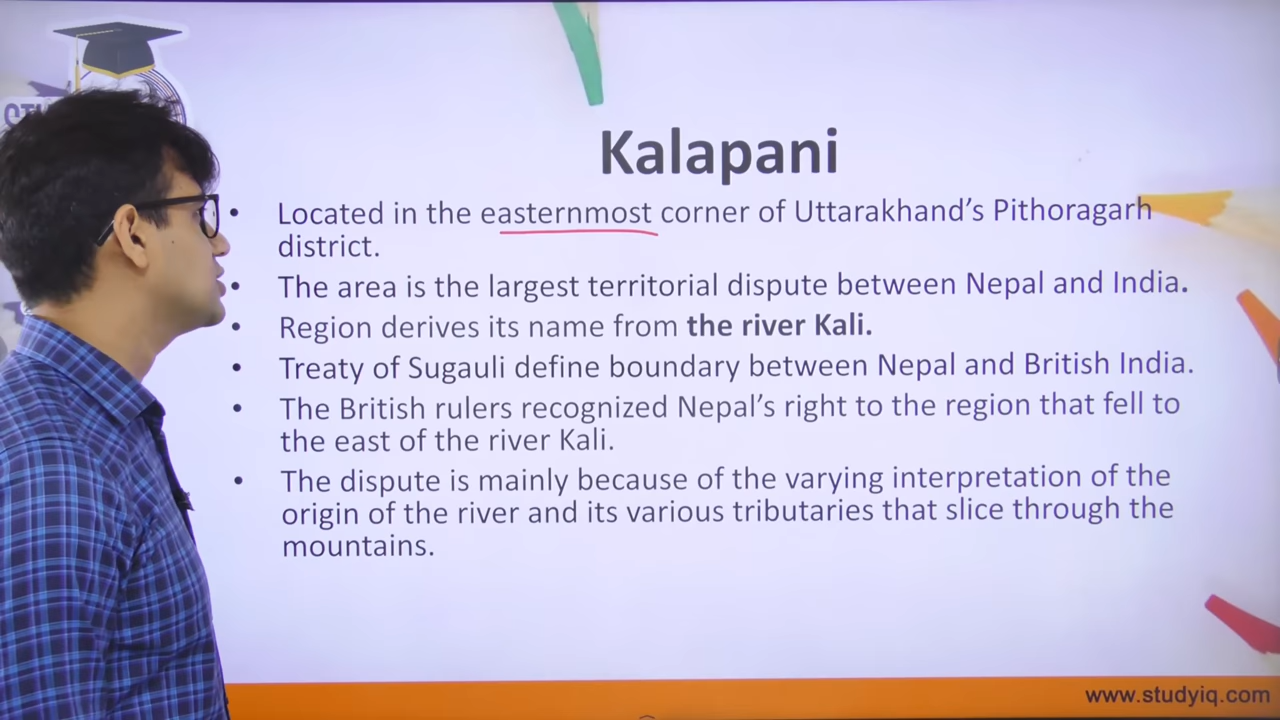 Kalapani
• Located in the easternmost corner of Uttarakhand's Pithoragarh
district.
• The area is the largest territorial dispute between Nepal and India.
• Region derives its name from the river Kali.
• Treaty of Sugauli define boundary between Nepal and British India.
• The British rulers recognized Nepal's right to the region that fell to
the east of the river Kali.
• The dispute is mainly because of the varying interpretation of the
origin of the river and its various tributaries that slice through the
mountains.
www.studyiq.com